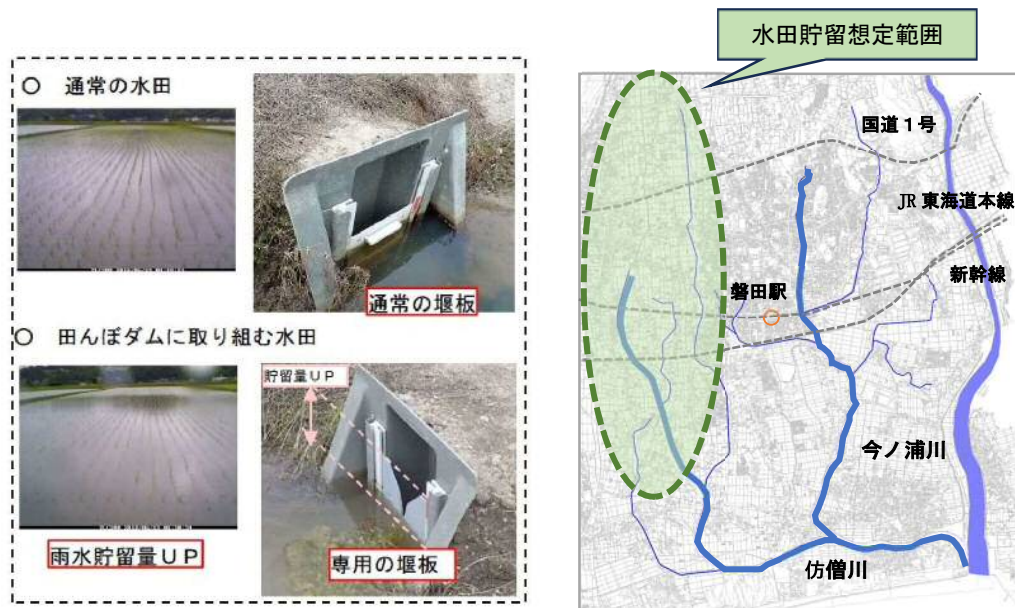 ○ 通常の水田
通常の堰板
○ 田んぼダムに取り組む水田
貯留量UP
雨水貯留量UP
専用の堰板
水田貯留想定範囲
国道1号
JR 東海道本線
新幹線
磐田駅
今ノ浦川
仿僧川